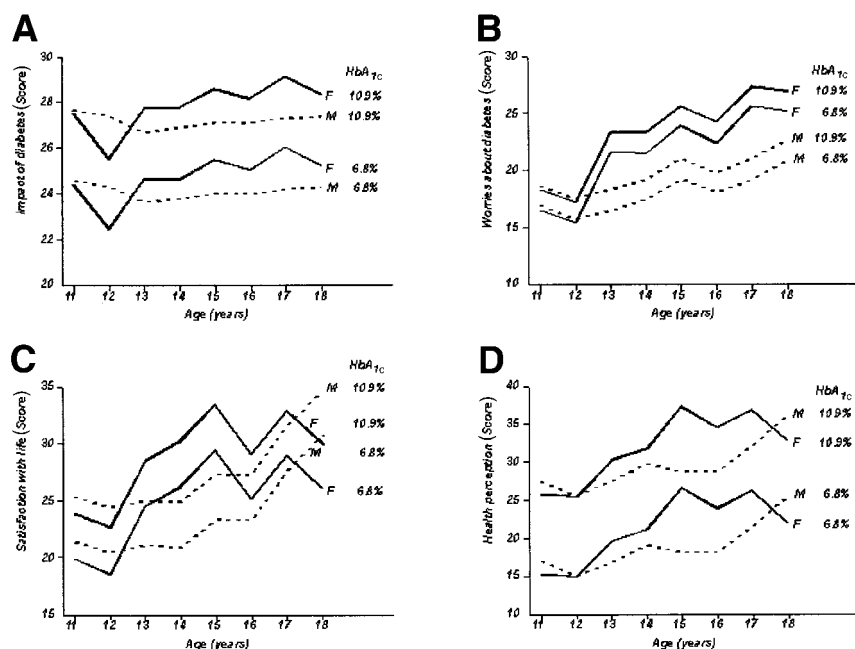 A
Impact of diabetes (Score)
30
28
26
24
22
20
HbA1c
F 10.9%
M 10.9%
F 6.8%
M 6.8%
11 12 13 14 15 16 17 18
Age (years)
B
Worries about diabetes (Score)
30
25
20
15
10
HbA1c
F 10.9%
F 6.8%
M 10.9%
M 6.8%
11 12 13 14 15 16 17 18
Age (years)
C
Satisfaction with life (Score)
35
30
25
20
15
HbA1c
M 10.9%
F 10.9%
M 6.8%
F 6.8%
11 12 13 14 15 16 17 18
Age (years)
D
Health perception (Score)
40
35
30
25
20
15
10
HbA1c
M 10.9%
F 10.9%
M 6.8%
F 6.8%
11 12 13 14 15 16 17 18
Age (years)